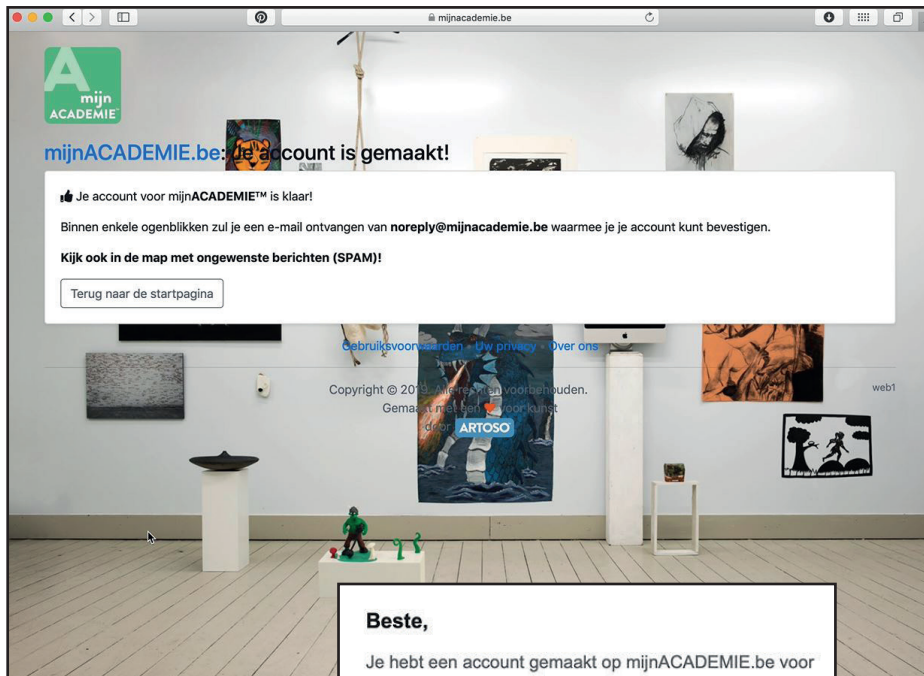 mijnacademie.be
A
mijn
ACADEMIE™
mijnACADEMIE.be: Je account is gemaakt!
Je account voor mijnACADEMIE™ is klaar!
Binnen enkele ogenblikken zul je een e-mail ontvangen van noreply@mijnacademie.be waarmee je je account kunt bevestigen.
Kijk ook in de map met ongewenste berichten (SPAM)!
Terug naar de startpagina
Gebruiksvoorwaarden • Uw privacy • Over ons
Copyright © 2019. Alle rechten voorbehouden.
web1
Gemaakt met een ❤ voor kunst
door ARTOSO
Beste,
Je hebt een account gemaakt op mijnACADEMIE.be voor